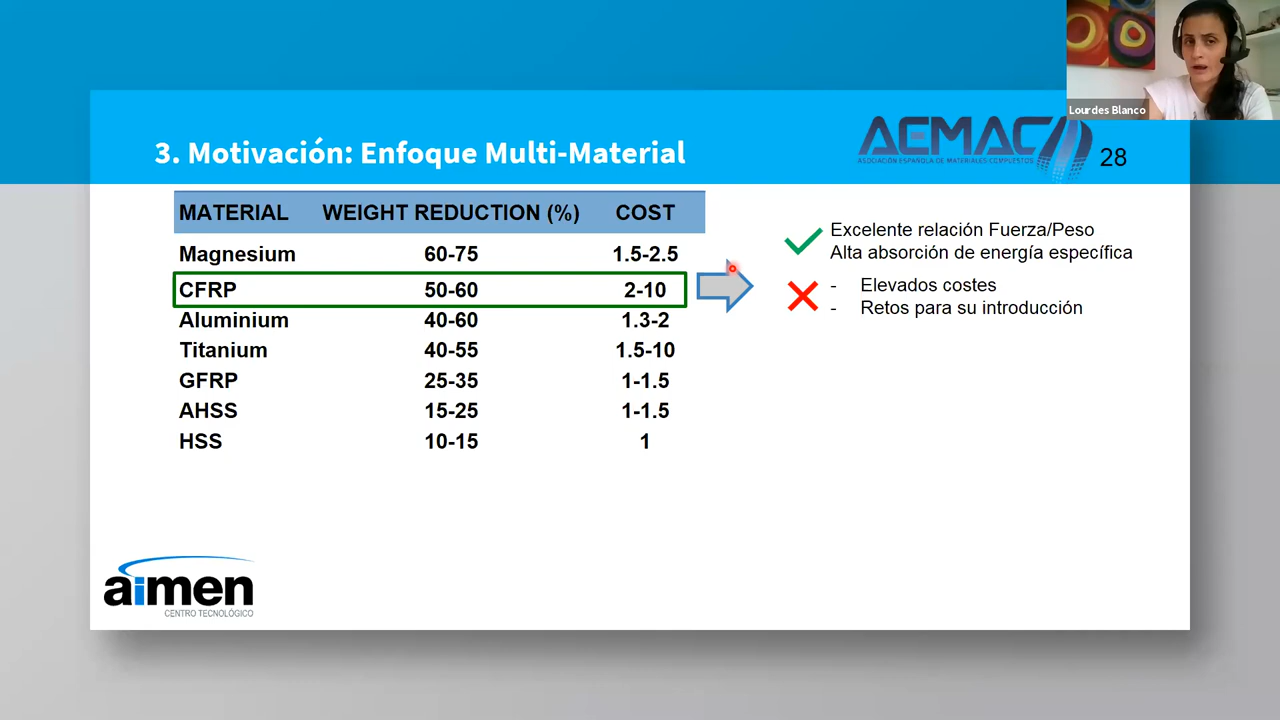 Lourdes Blanco
3. Motivación: Enfoque Multi-Material
AEMAC
ASOCIACIÓN ESPAÑOLA DE MATERIALES COMPUESTOS
28
MATERIAL WEIGHT REDUCTION (%) COST
Magnesium 60-75 1.5-2.5
CFRP 50-60 2-10
Aluminium 40-60 1.3-2
Titanium 40-55 1.5-10
GFRP 25-35 1-1.5
AHSS 15-25 1-1.5
HSS 10-15 1
Excelente relación Fuerza/Peso
Alta absorción de energía específica
- Elevados costes
- Retos para su introducción
aimen
CENTRO TECNOLÓGICO